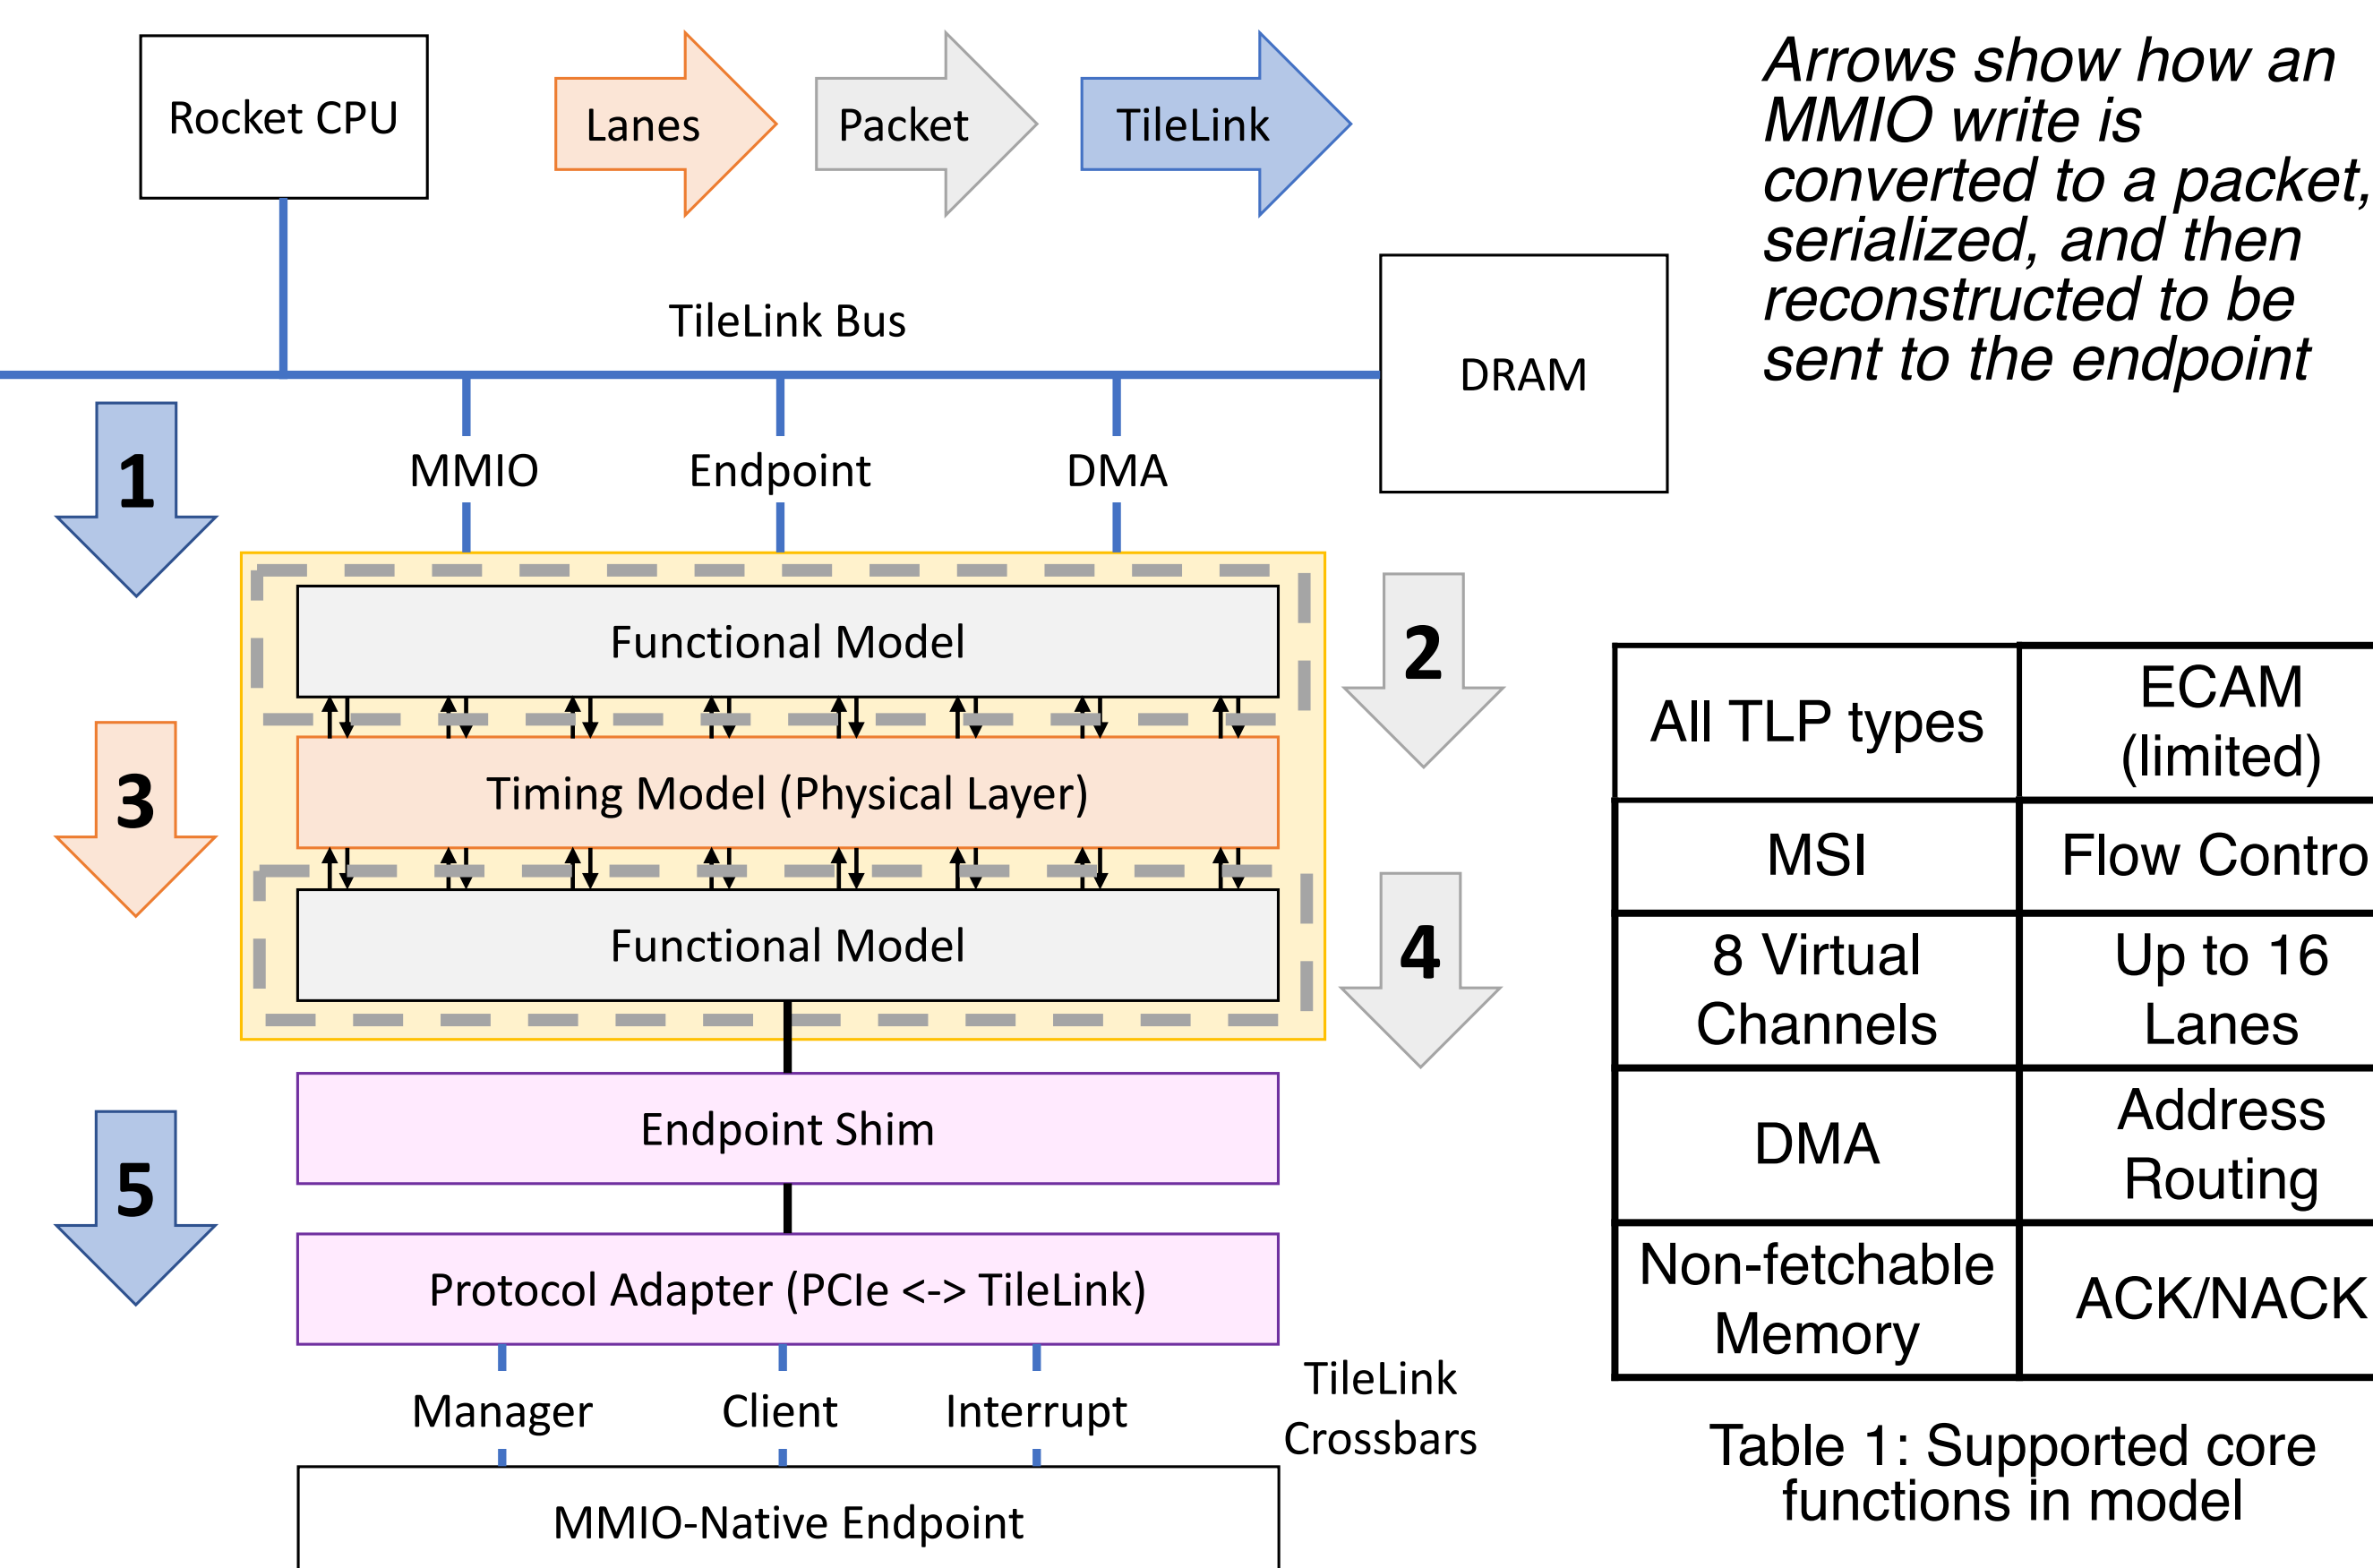 Rocket CPU
Lanes
Packet
TileLink
Arrows show how an
MMIO write is
converted to a packet,
serialized, and then
reconstructed to be
sent to the endpoint
TileLink Bus
DRAM
1
MMIO
Endpoint
DMA
Functional Model
2
Timing Model (Physical Layer)
3
Functional Model
4
Endpoint Shim
5
Protocol Adapter (PCIe <-> TileLink)
Manager
Client
Interrupt
TileLink
Crossbars
MMIO-Native Endpoint
All TLP types
ECAM
(limited)
MSI
Flow Contro
8 Virtual
Channels
Up to 16
Lanes
DMA
Address
Routing
Non-fetchable
Memory
ACK/NACK
Table 1: Supported core
functions in model